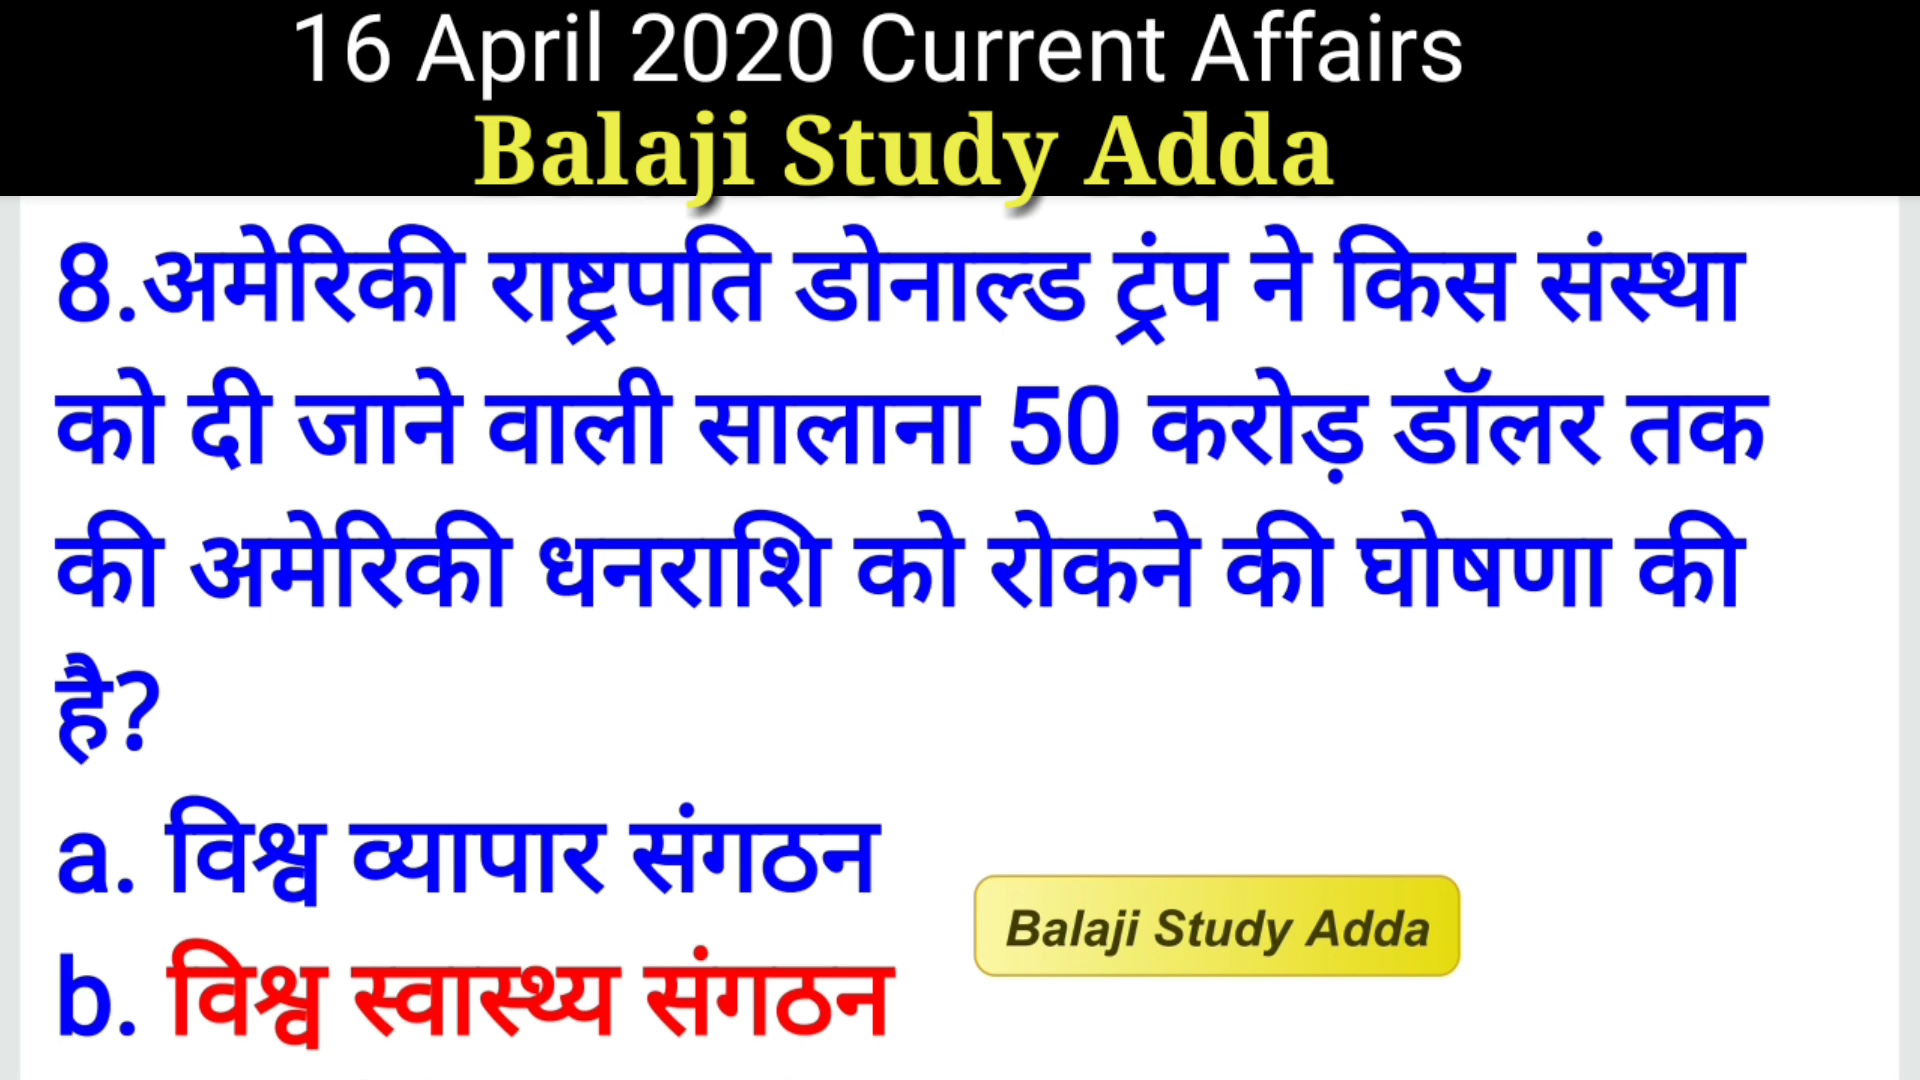 16 April 2020 Current Affairs
Balaji Study Adda
8.अमेरिकी राष्ट्रपति डोनाल्ड ट्रंप ने किस संस्था
को दी जाने वाली सालाना 50 करोड़ डॉलर तक
की अमेरिकी धनराशि को रोकने की घोषणा की
है?
a. विश्व व्यापार संगठन
Balaji Study Adda
b. विश्व स्वास्थ्य संगठन